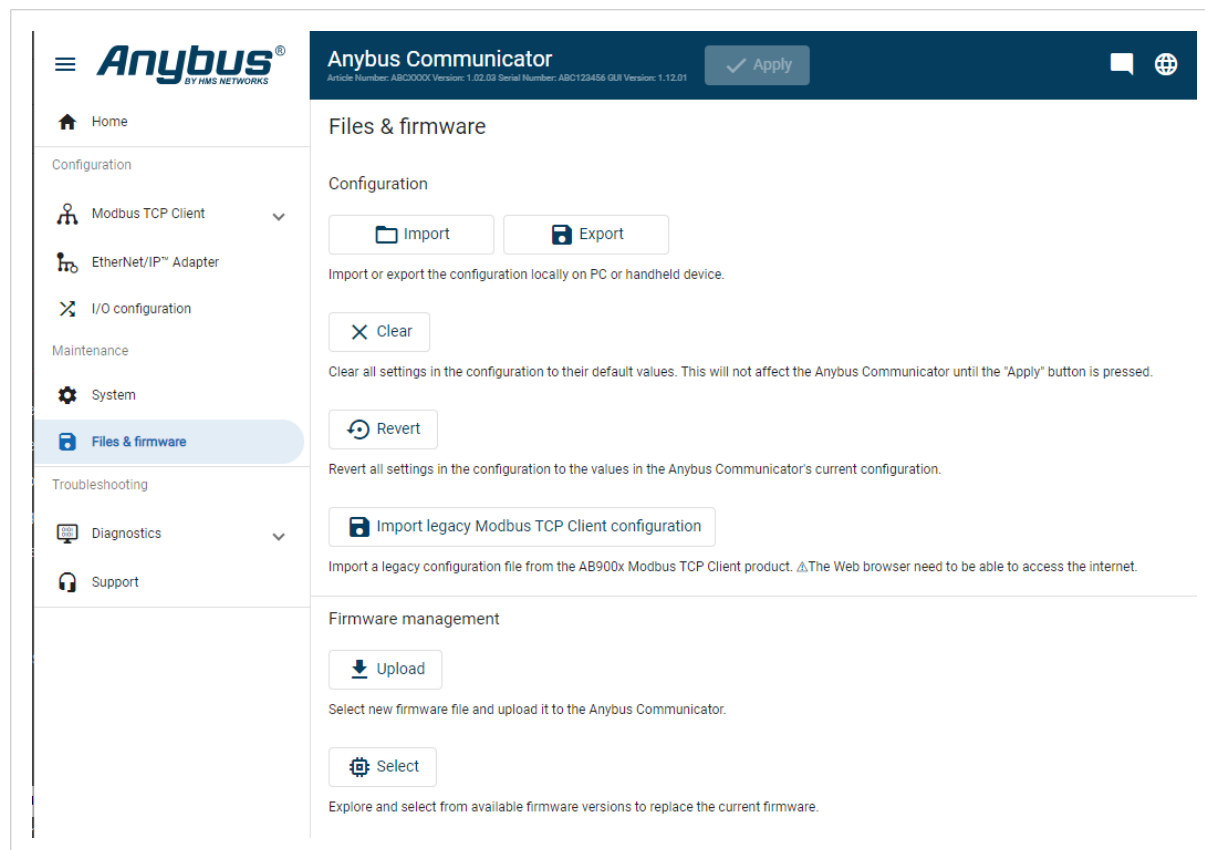 Anybus®
BY HMS NETWORKS
Anybus Communicator
Article Number: ABCXXXX Version: 1.02.03 Serial Number: ABC123456 GUI Version: 1.12.01
Apply
Home
Configuration
Modbus TCP Client
EtherNet/IP™ Adapter
I/O configuration
Maintenance
System
Files & firmware
Troubleshooting
Diagnostics
Support
Files & firmware
Configuration
Import
Export
Import or export the configuration locally on PC or handheld device.
Clear
Clear all settings in the configuration to their default values. This will not affect the Anybus Communicator until the "Apply" button is pressed.
Revert
Revert all settings in the configuration to the values in the Anybus Communicator's current configuration.
Import legacy Modbus TCP Client configuration
Import a legacy configuration file from the AB900x Modbus TCP Client product. ⚠The Web browser need to be able to access the internet.
Firmware management
Upload
Select new firmware file and upload it to the Anybus Communicator.
Select
Explore and select from available firmware versions to replace the current firmware.